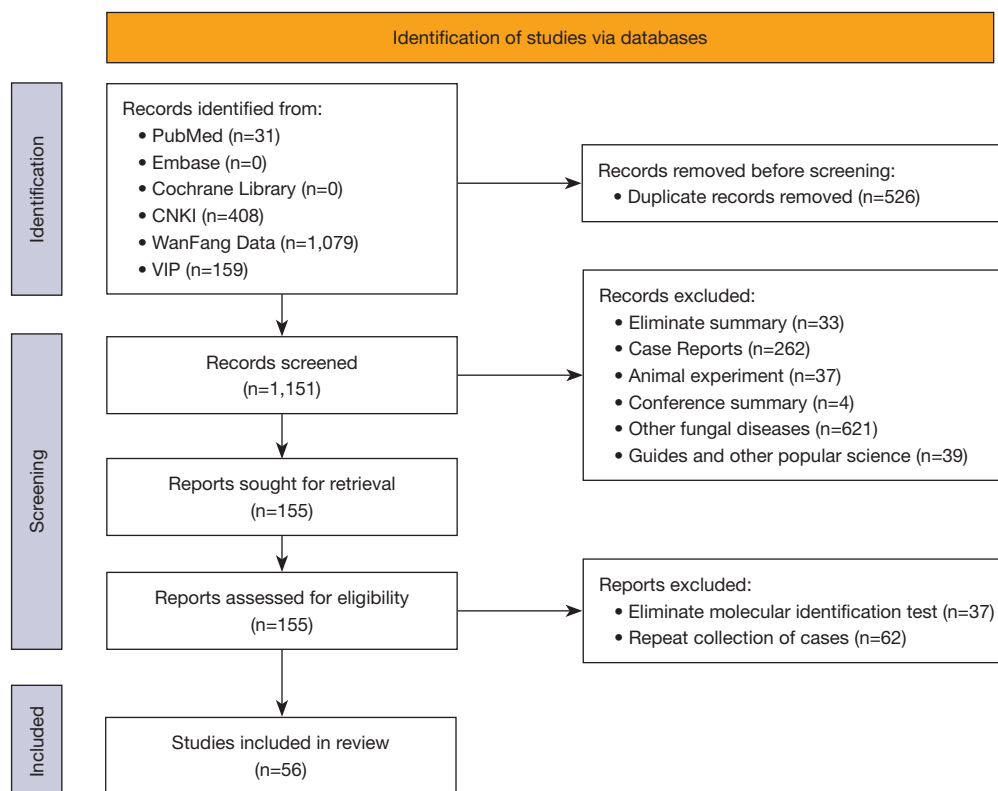 Identification of studies via databases
Identification
Records identified from:
• PubMed (n=31)
• Embase (n=0)
• Cochrane Library (n=0)
• CNKI (n=408)
• WanFang Data (n=1,079)
• VIP (n=159)
Records removed before screening:
• Duplicate records removed (n=526)
Screening
Records screened
(n=1,151)
Records excluded:
• Eliminate summary (n=33)
• Case Reports (n=262)
• Animal experiment (n=37)
• Conference summary (n=4)
• Other fungal diseases (n=621)
• Guides and other popular science (n=39)
Reports sought for retrieval
(n=155)
Reports assessed for eligibility
(n=155)
Reports excluded:
• Eliminate molecular identification test (n=37)
• Repeat collection of cases (n=62)
Included
Studies included in review
(n=56)